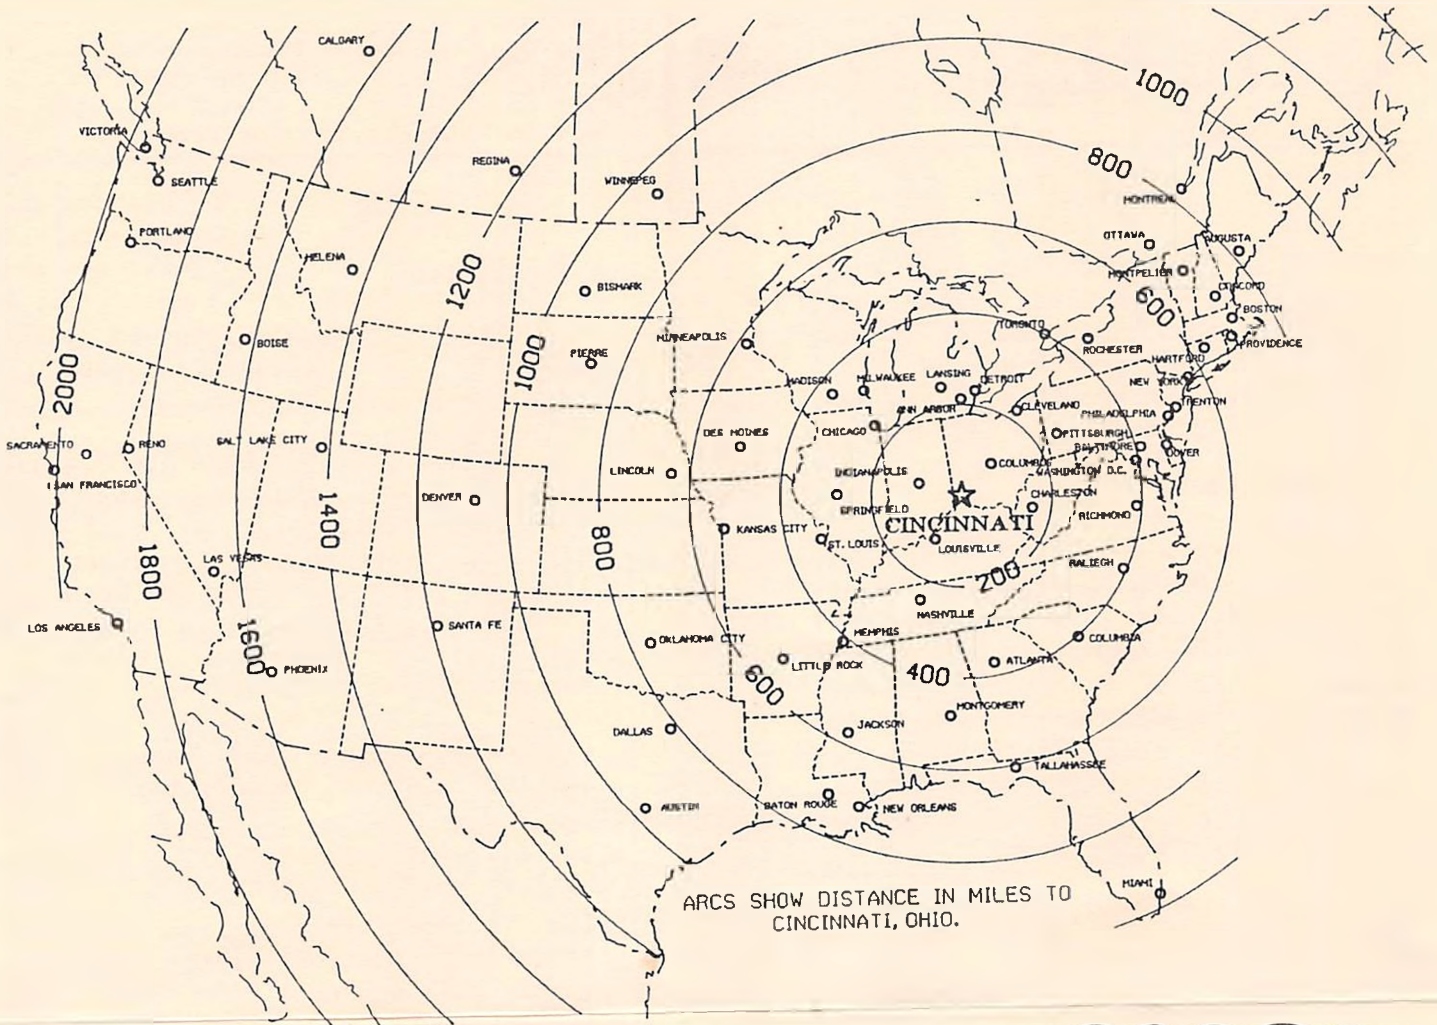 CALGARY
1000
VICTORIA
800
REGINA
WINNEPEG
SEATTLE
MONTREAL
PORTLAND
OTTAWA
AUGUSTA
HELENA
1200
MONTPELIER
BISMARK
CONCORD
600
BOSTON
BOISE
1000
PIERRE
MINNEAPOLIS
TORONTO
ROCHESTER
PROVIDENCE
HARTFORD
2000
MADISON
MILWAUKEE
LANSING
DETROIT
NEW YORK
ANN ARBOR
CLEVELAND
TRENTON
PHILADELPHIA
SACRAMENTO
RENO
SALT LAKE CITY
DES MOINES
CHICAGO
PITTSBURGH
BALTIMORE
DOVER
LINCOLN
INDIANAPOLIS
COLUMBUS
WASHINGTON D.C.
SAN FRANCISCO
DENVER
1400
SPRINGFIELD
CHARLESTON
RICHMOND
CINCINNATI
KANSAS CITY
800
ST. LOUIS
LOUISVILLE
1800
LAS VEGAS
200
RALIEGH
LOS ANGELES
SANTA FE
NASHVILLE
1600
OKLAHOMA CITY
MEMPHIS
COLUMBIA
PHOENIX
LITTLE ROCK
ATLANTA
600
400
MONTGOMERY
DALLAS
JACKSON
TALLAHASSEE
AUSTIN
BATON ROUGE
NEW ORLEANS
MIAMI
ARCS SHOW DISTANCE IN MILES TO
CINCINNATI, OHIO.